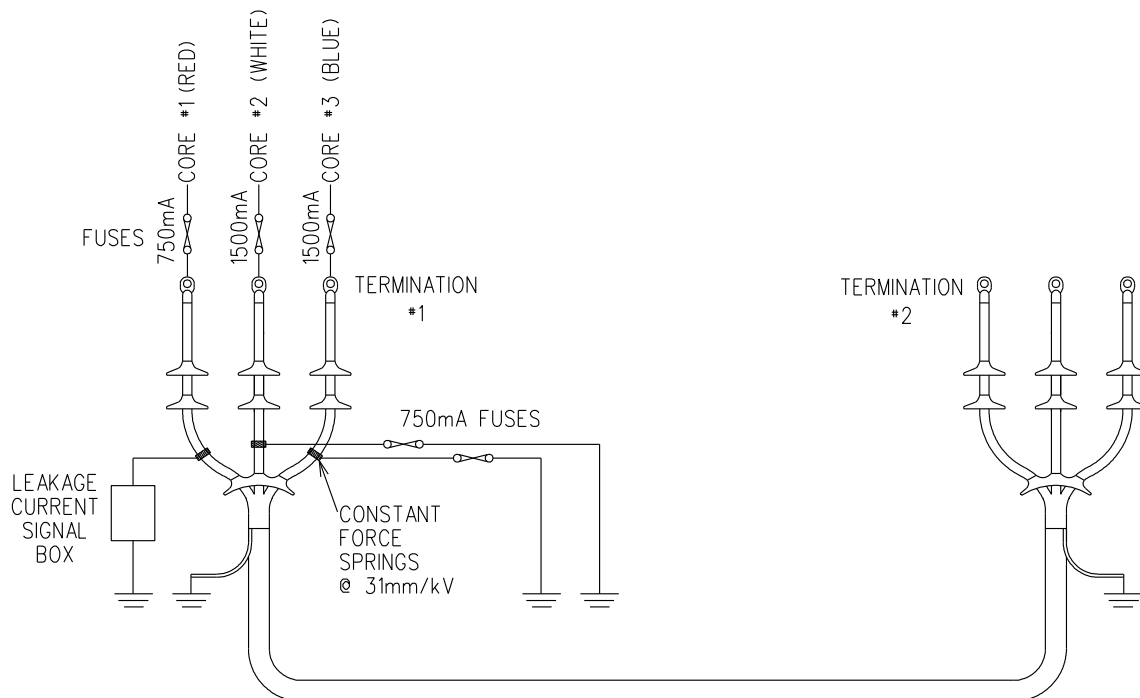 CORE #1 (RED)
CORE #2 (WHITE)
CORE #3 (BLUE)
750mA
1500mA
1500mA
FUSES
TERMINATION
#1
TERMINATION
#2
750mA FUSES
LEAKAGE
CURRENT
SIGNAL
BOX
CONSTANT
FORCE
SPRINGS
@ 31mm/kV